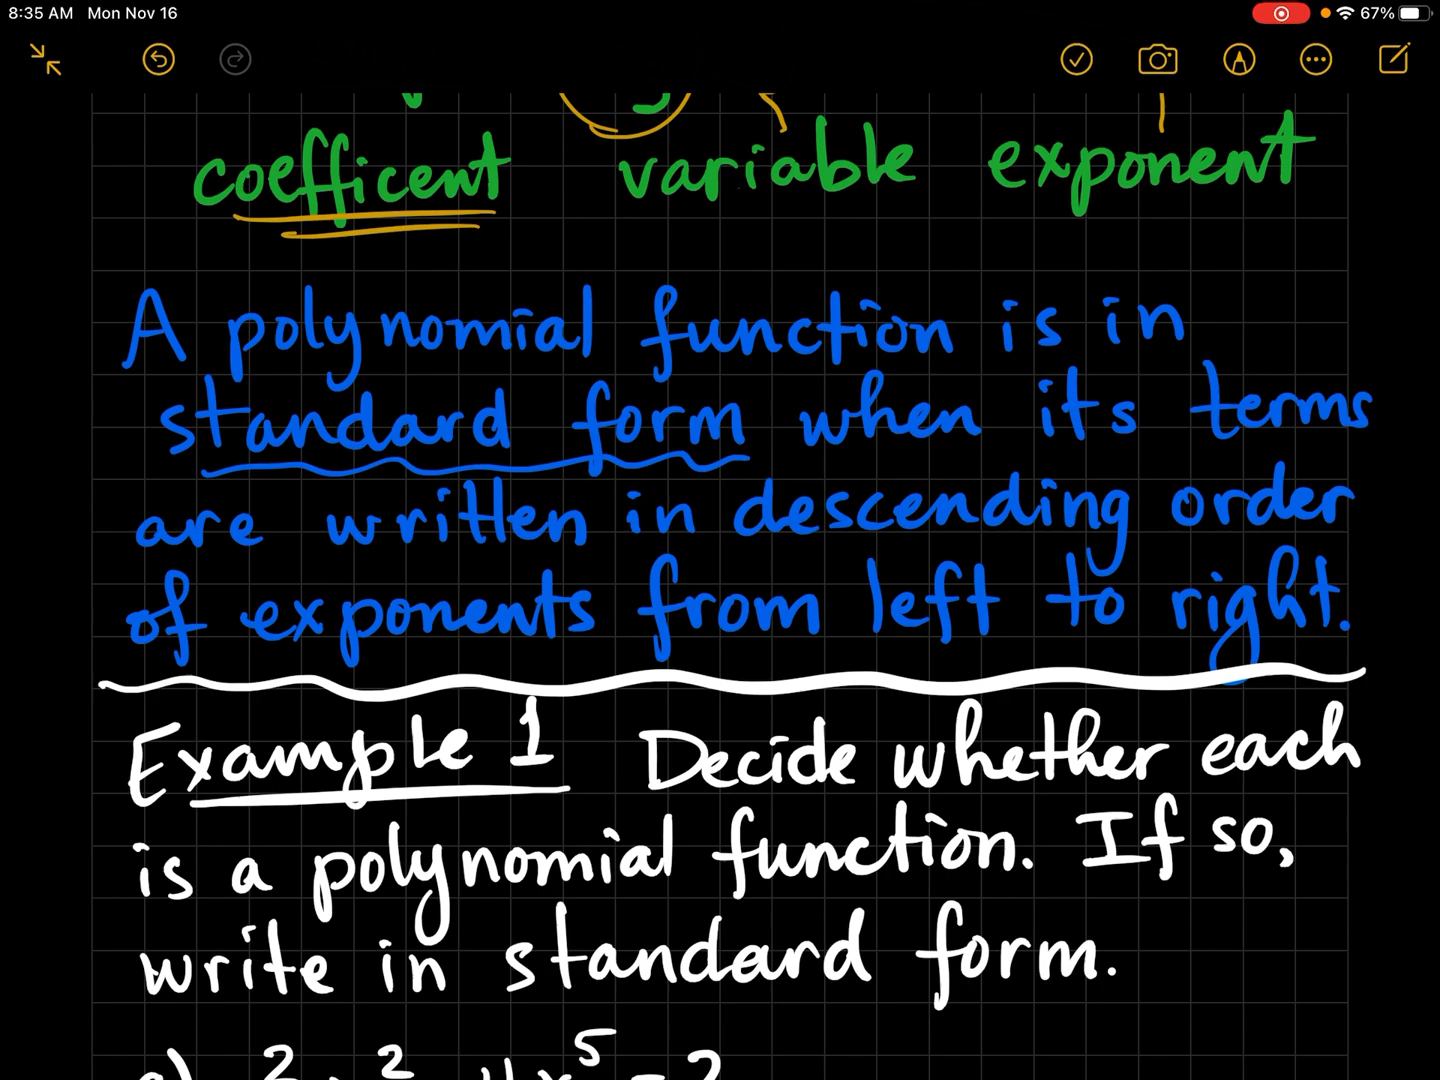 8:35 AM Mon Nov 16 67%
coefficent variable exponent
A polynomial function is in
standard form when its terms
are written in descending order
of exponents from left to right.
Example 1 Decide whether each
is a polynomial function. If so,
write in standard form.